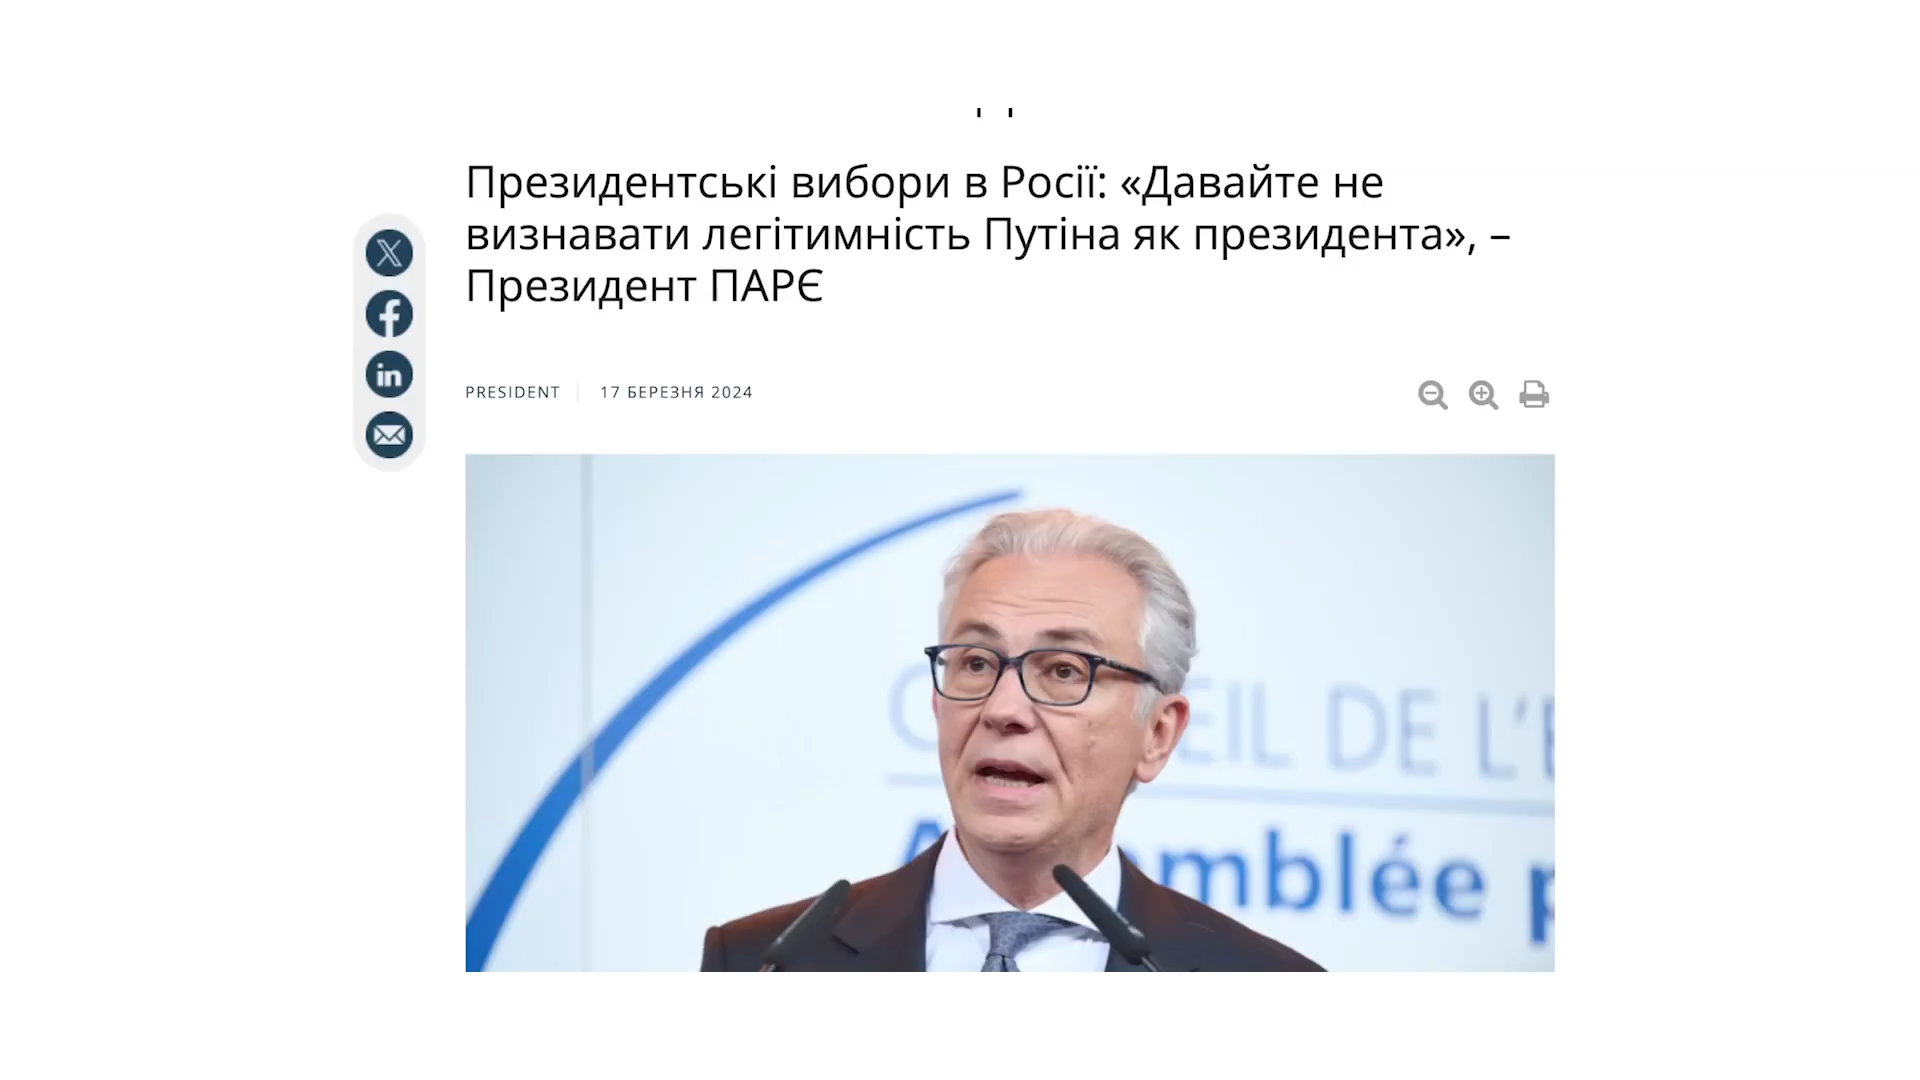 Президентські вибори в Росії: «Давайте не
визнавати легітимність Путіна як президента», –
Президент ПАРЄ
PRESIDENT
17 БЕРЕЗНЯ 2024
EIL DE L'E
mblée p